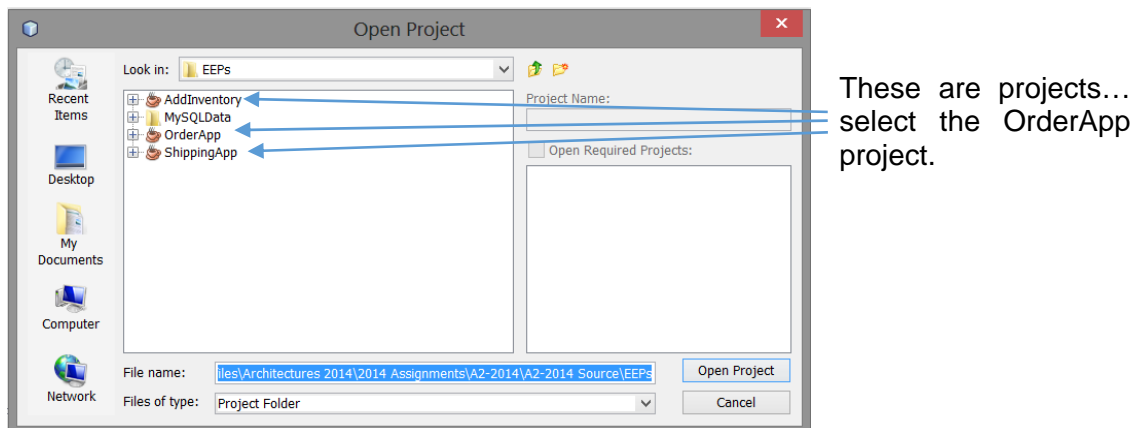 Open Project
Look in: EEPs
Recent Items
Desktop
My Documents
Computer
Network
AddInventory
MySQLData
OrderApp
ShippingApp
Project Name:
Open Required Projects:
File name: iles\Architectures 2014\2014 Assignments\A2-2014\A2-2014 Source\EEPs
Open Project
Files of type: Project Folder
Cancel
These are projects…
select the OrderApp
project.